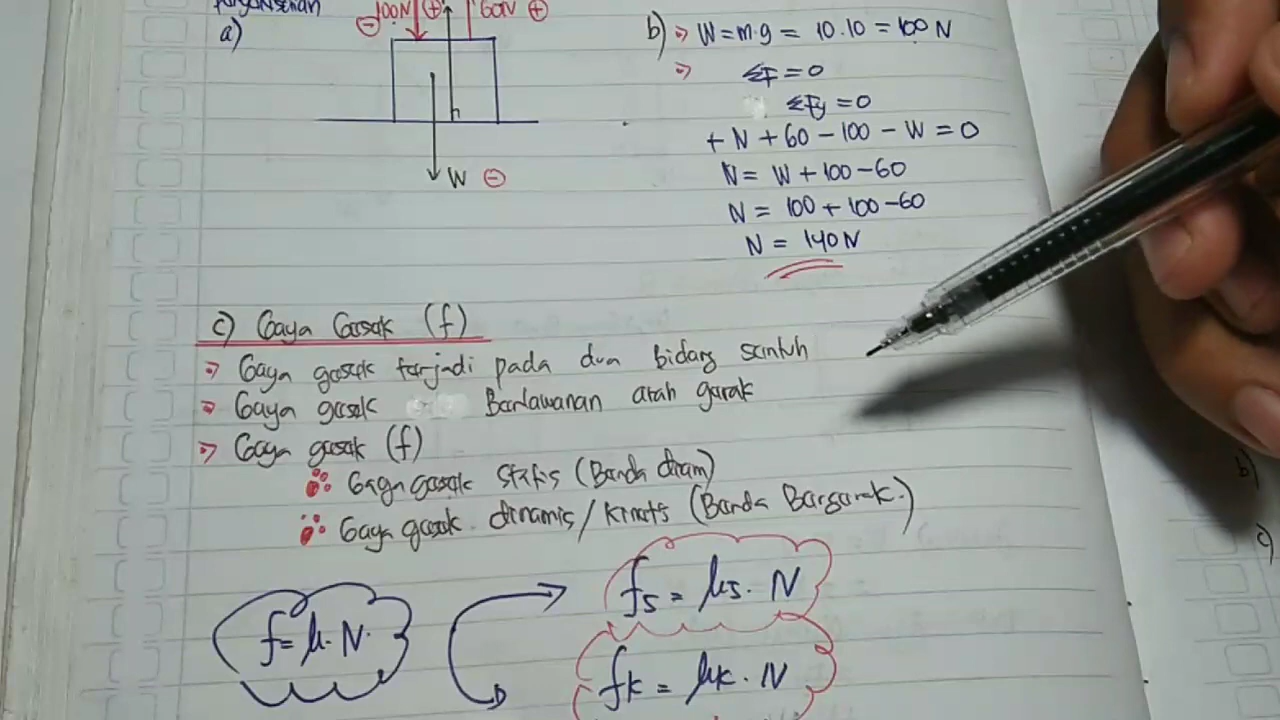 a)
100N
60N
W
b) => W = m.g = 10.10 = 100 N
=> ΣF = 0
ΣFy = 0
+ N + 60 - 100 - W = 0
N = W + 100 - 60
N = 100 + 100 - 60
N = 140 N
c) Gaya Gesek (f)
=> Gaya gesek terjadi pada dua bidang sentuh
=> Gaya gesek Berlawanan arah gerak
=> Gaya gesek (f)
Gaya gesek statis (Benda diam)
Gaya gesek dinamis/kinetis (Benda Bergerak)
f = μ . N
fs = μs . N
fk = μk . N
b)
c)